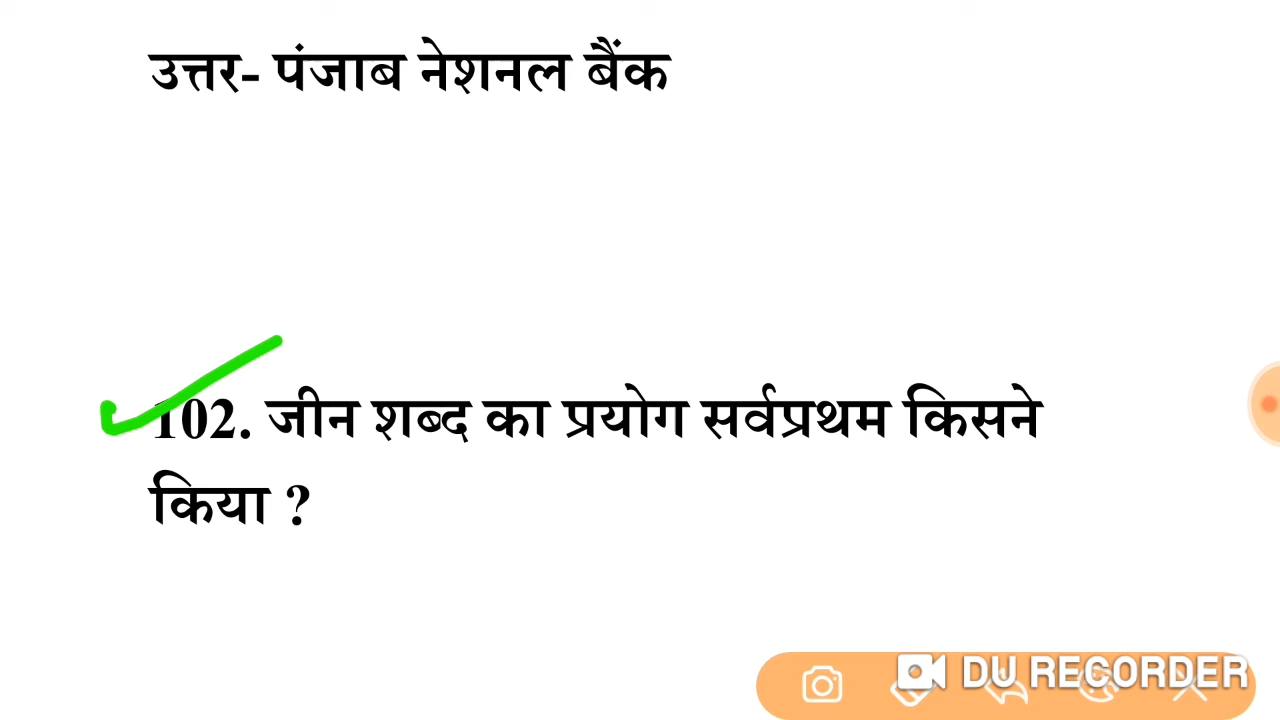 उत्तर- पंजाब नेशनल बैंक
102. जीन शब्द का प्रयोग सर्वप्रथम किसने
किया ?
DU RECORDER